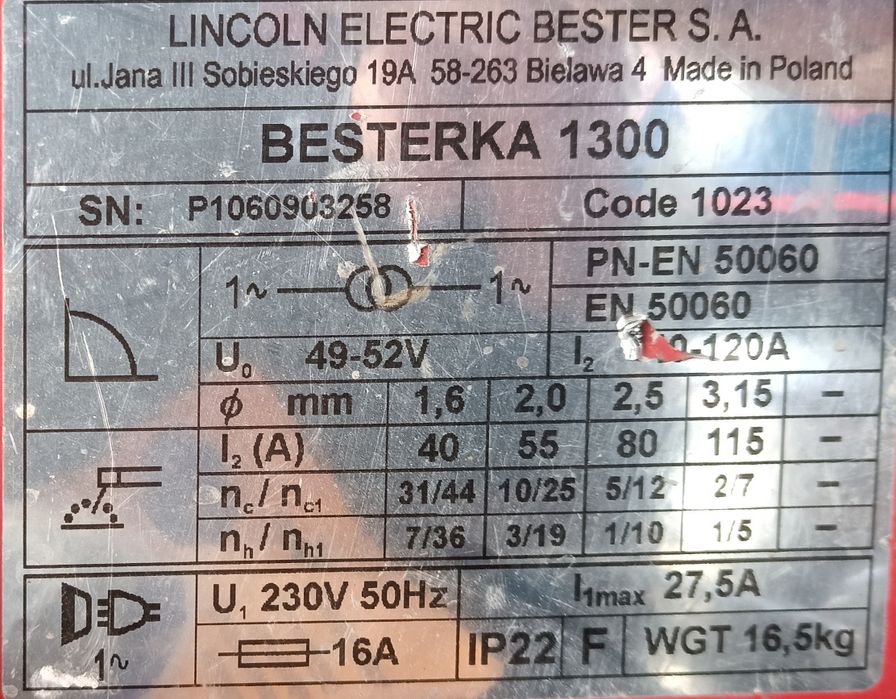 LINCOLN ELECTRIC BESTER S. A.
ul.Jana III Sobieskiego 19A 58-263 Bielawa 4 Made in Poland
BESTERKA 1300
SN: P1060903258 Code 1023
1~ 1~ PN-EN 50060
EN 50060
U₀ 49-52V I₂ -120A
ϕ mm 1,6 2,0 2,5 3,15 –
I₂ (A) 40 55 80 115 –
nc / nc1 31/44 10/25 5/12 2/7 –
nh / nh1 7/36 3/19 1/10 1/5 –
U₁ 230V 50Hz I1max 27,5A
1~ 16A IP22 F WGT 16,5kg